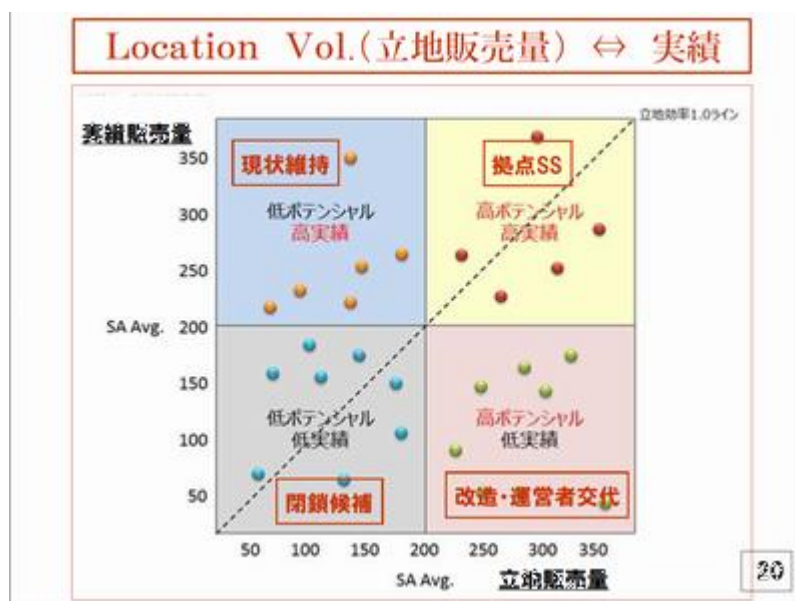 Location Vol.(立地販売量) ⇔ 実績
立地効率1.0ライン
実績販売量
350
300
250
SA Avg. 200
150
100
50
現状維持
低ポテンシャル
高実績
拠点SS
高ポテンシャル
高実績
低ポテンシャル
低実績
閉鎖候補
高ポテンシャル
低実績
改造・運営者交代
50 100 150 200 250 300 350
SA Avg. 立地販売量
20